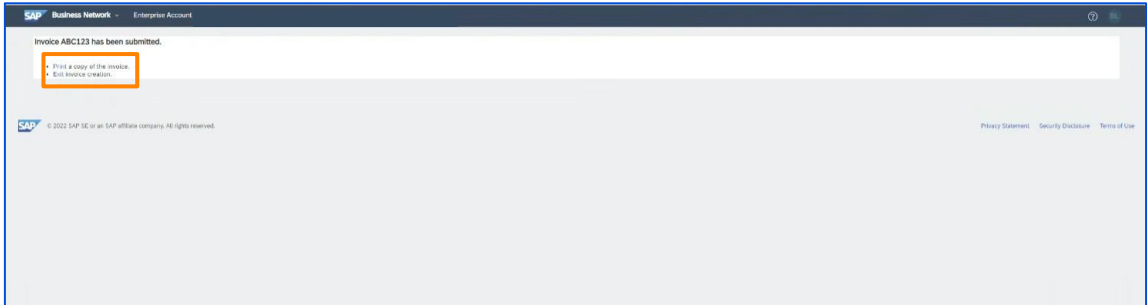 SAP Business Network Enterprise Account
Invoice ABC123 has been submitted.
• Print a copy of the invoice.
• Exit invoice creation.
SAP © 2022 SAP SE or an SAP affiliate company. All rights reserved. Privacy Statement Security Disclosure Terms of Use